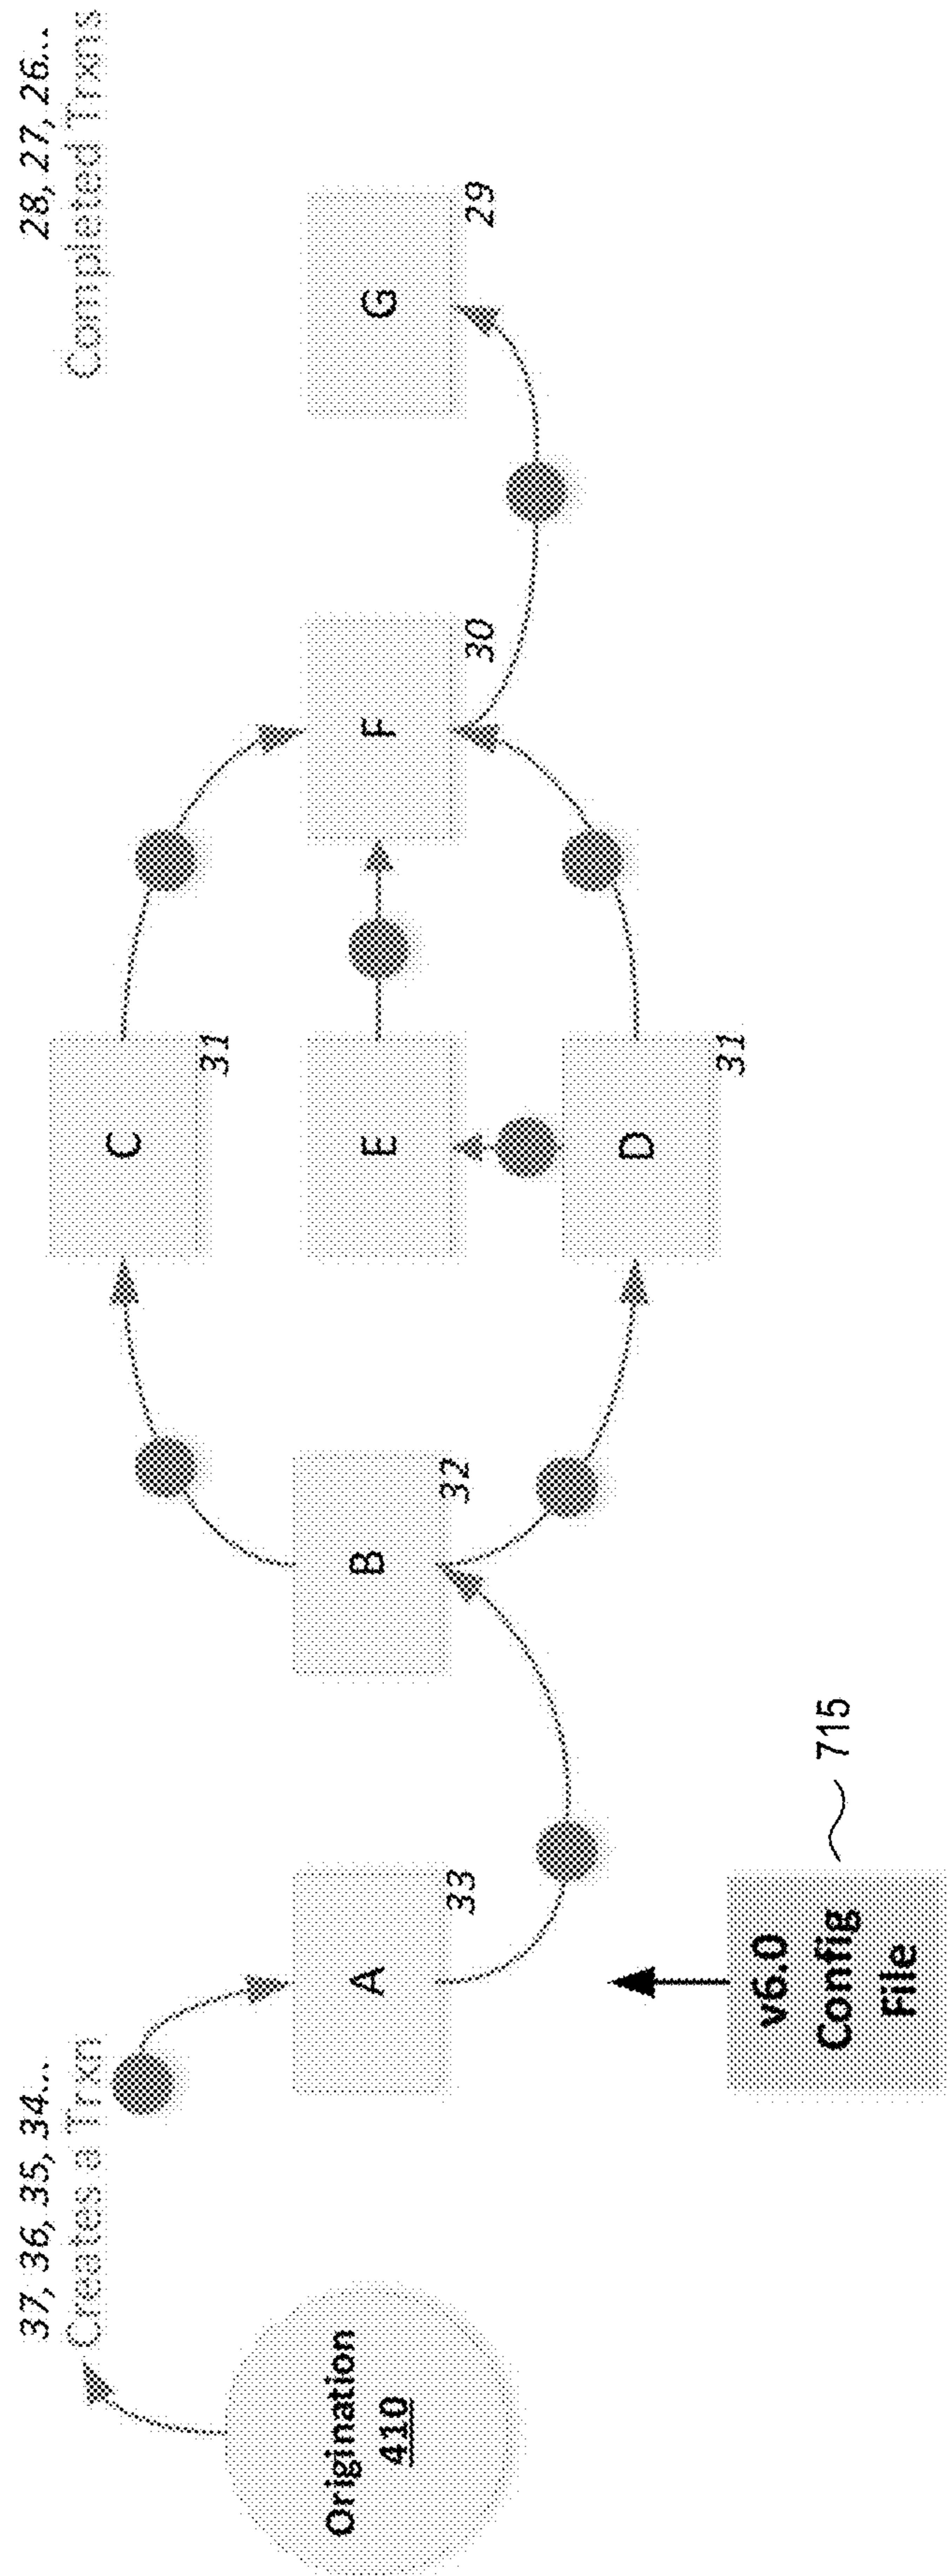 37, 36, 35, 34...
Creates a Trxn
28, 27, 26...
Completed Trxns
Origination
410
A
33
B
32
C
31
E
D
31
F
30
G
29
v6.0
Config
File
715